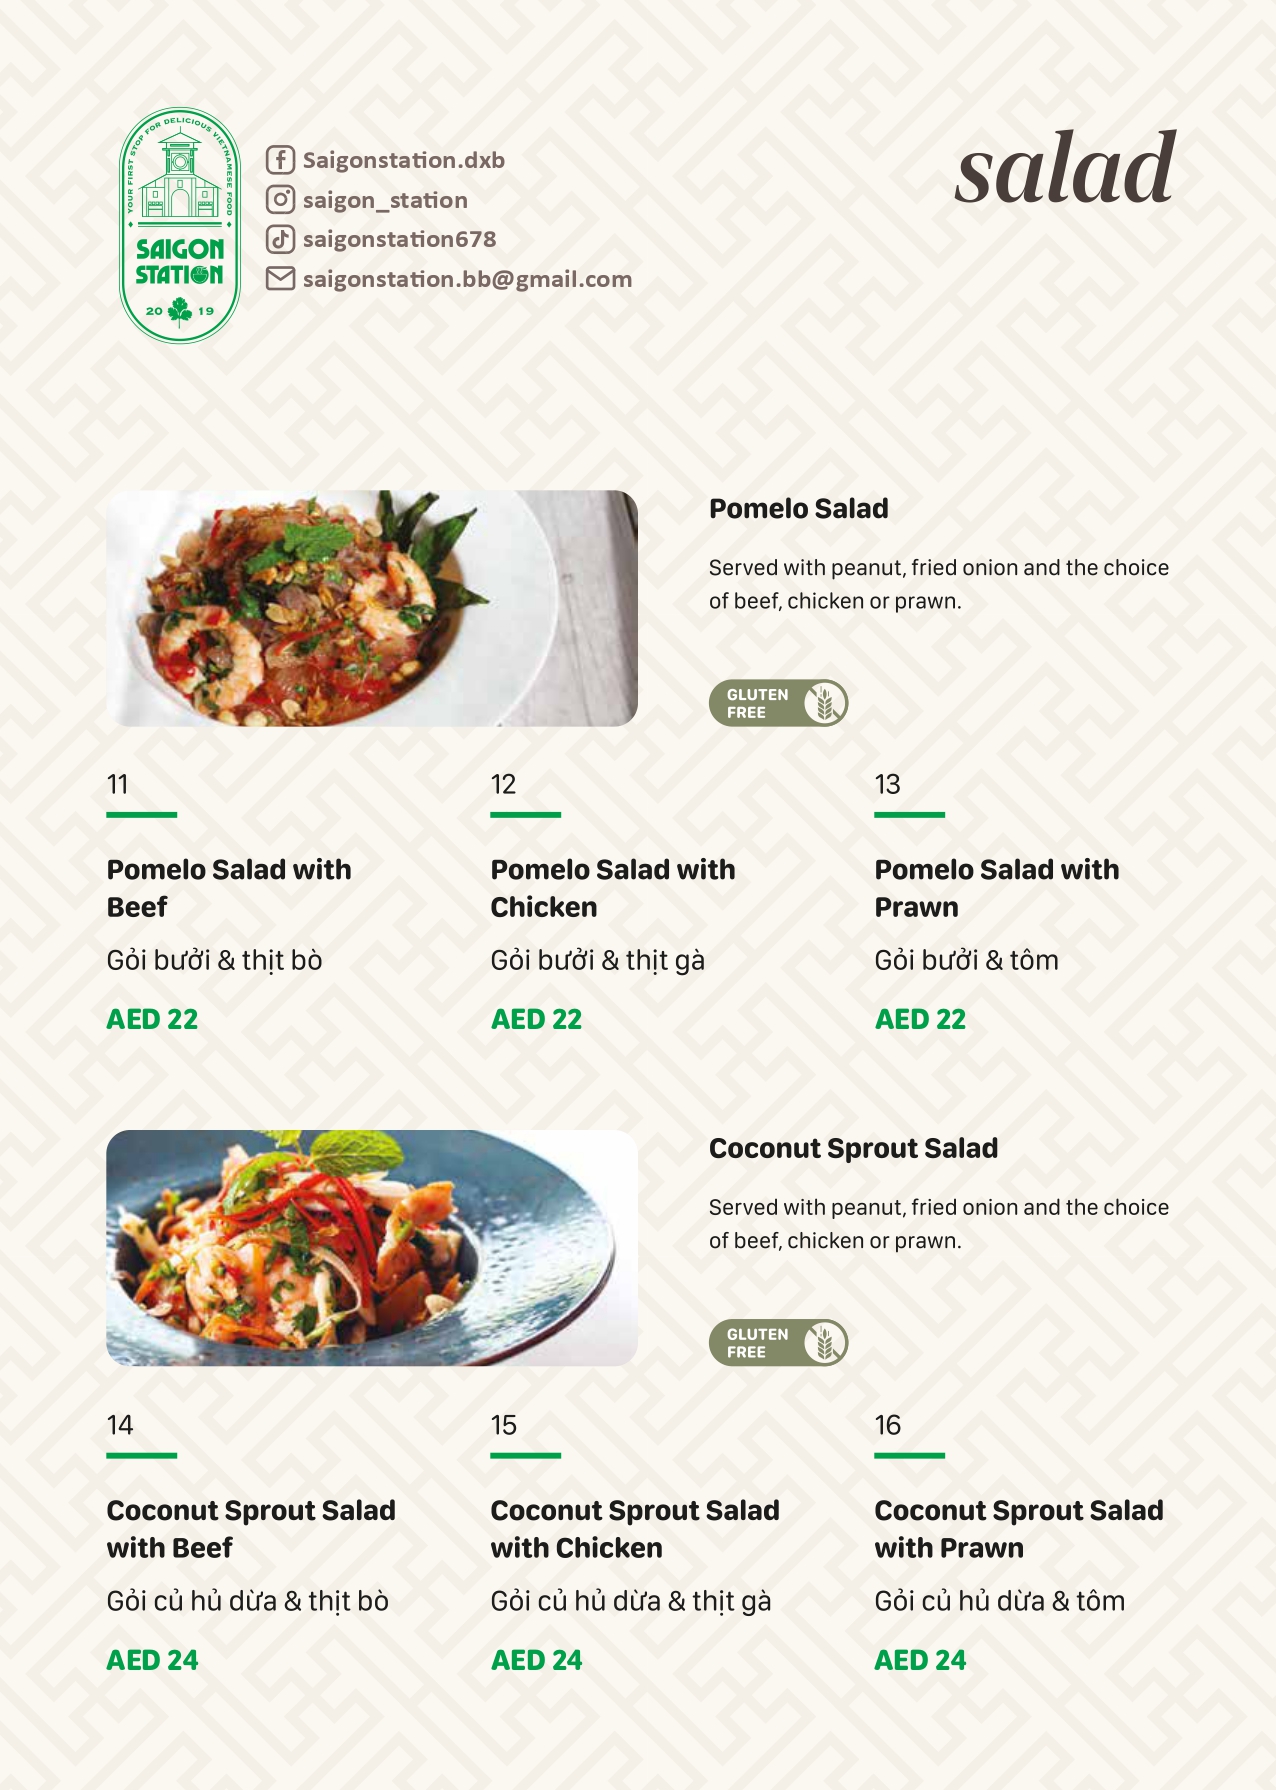 YOUR FIRST STOP FOR DELICIOUS VIETNAMESE FOOD
SAIGON
STATION
20 19
Saigonstation.dxb
saigon_station
saigonstation678
saigonstation.bb@gmail.com
salad
Pomelo Salad
Served with peanut, fried onion and the choice
of beef, chicken or prawn.
GLUTEN
FREE
11
Pomelo Salad with
Beef
Gỏi bưởi & thịt bò
AED 22
12
Pomelo Salad with
Chicken
Gỏi bưởi & thịt gà
AED 22
13
Pomelo Salad with
Prawn
Gỏi bưởi & tôm
AED 22
Coconut Sprout Salad
Served with peanut, fried onion and the choice
of beef, chicken or prawn.
GLUTEN
FREE
14
Coconut Sprout Salad
with Beef
Gỏi củ hủ dừa & thịt bò
AED 24
15
Coconut Sprout Salad
with Chicken
Gỏi củ hủ dừa & thịt gà
AED 24
16
Coconut Sprout Salad
with Prawn
Gỏi củ hủ dừa & tôm
AED 24